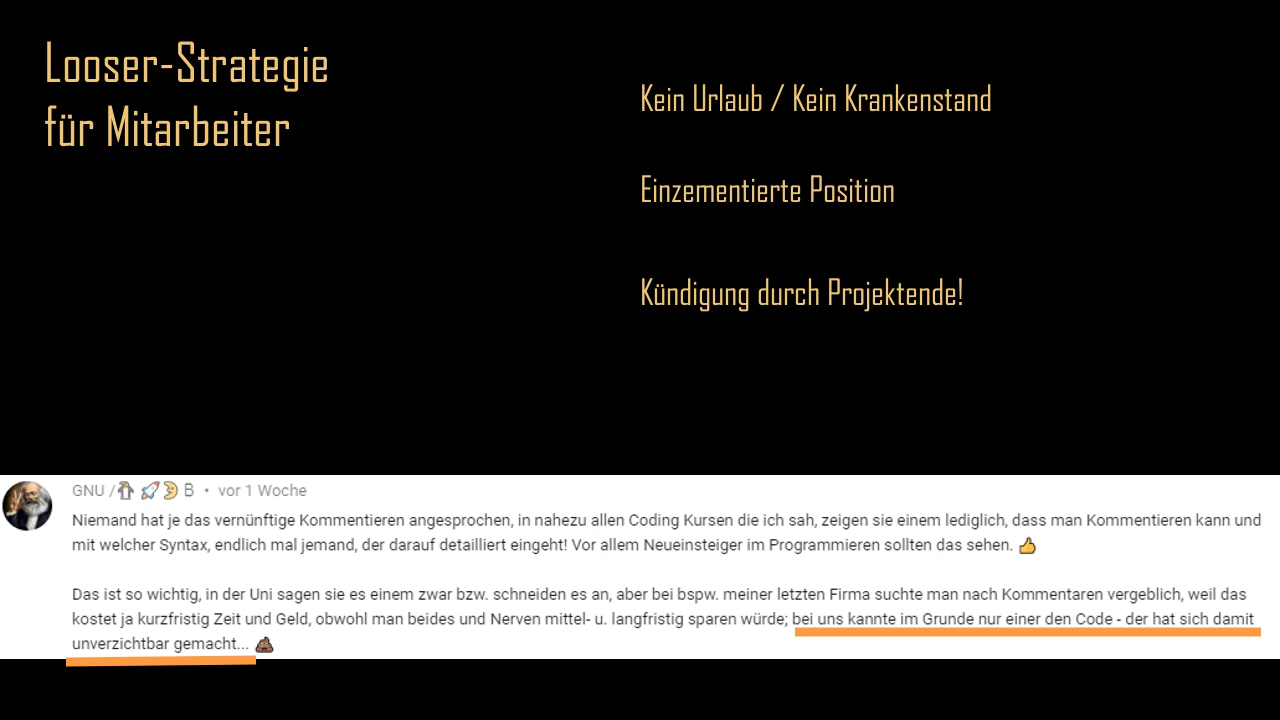 Looser-Strategie
für Mitarbeiter
Kein Urlaub / Kein Krankenstand
Einzementierte Position
Kündigung durch Projektende!
GNU / 🚀 B • vor 1 Woche
Niemand hat je das vernünftige Kommentieren angesprochen, in nahezu allen Coding Kursen die ich sah, zeigen sie einem lediglich, dass man Kommentieren kann und
mit welcher Syntax, endlich mal jemand, der darauf detailliert eingeht! Vor allem Neueinsteiger im Programmieren sollten das sehen. 👍
Das ist so wichtig, in der Uni sagen sie es einem zwar bzw. schneiden es an, aber bei bspw. meiner letzten Firma suchte man nach Kommentaren vergeblich, weil das
kostet ja kurzfristig Zeit und Geld, obwohl man beides und Nerven mittel- u. langfristig sparen würde; bei uns kannte im Grunde nur einer den Code - der hat sich damit
unverzichtbar gemacht... 💩